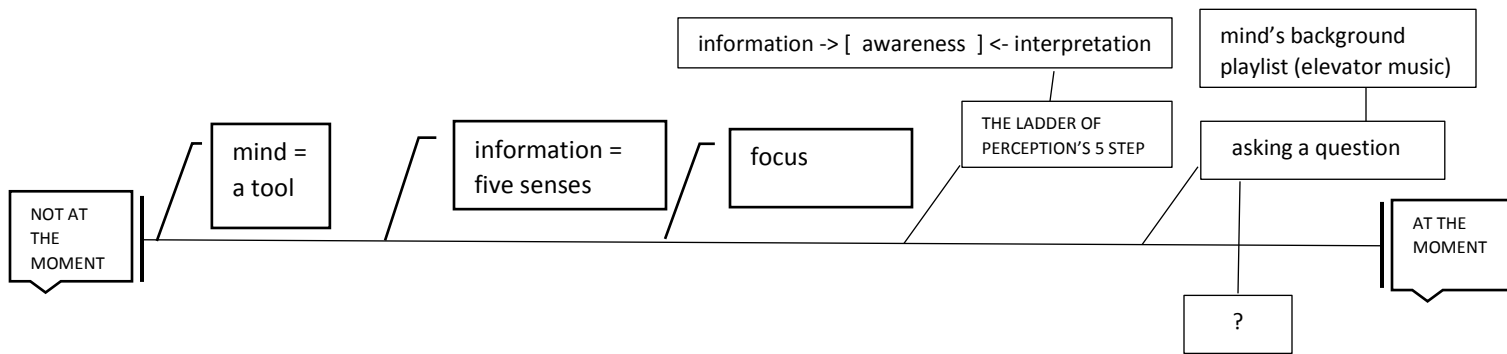 information -> [ awareness ] <- interpretation
mind's background
playlist (elevator music)
THE LADDER OF
PERCEPTION'S 5 STEP
mind =
a tool
information =
five senses
focus
asking a question
NOT AT
THE
MOMENT
AT THE
MOMENT
?